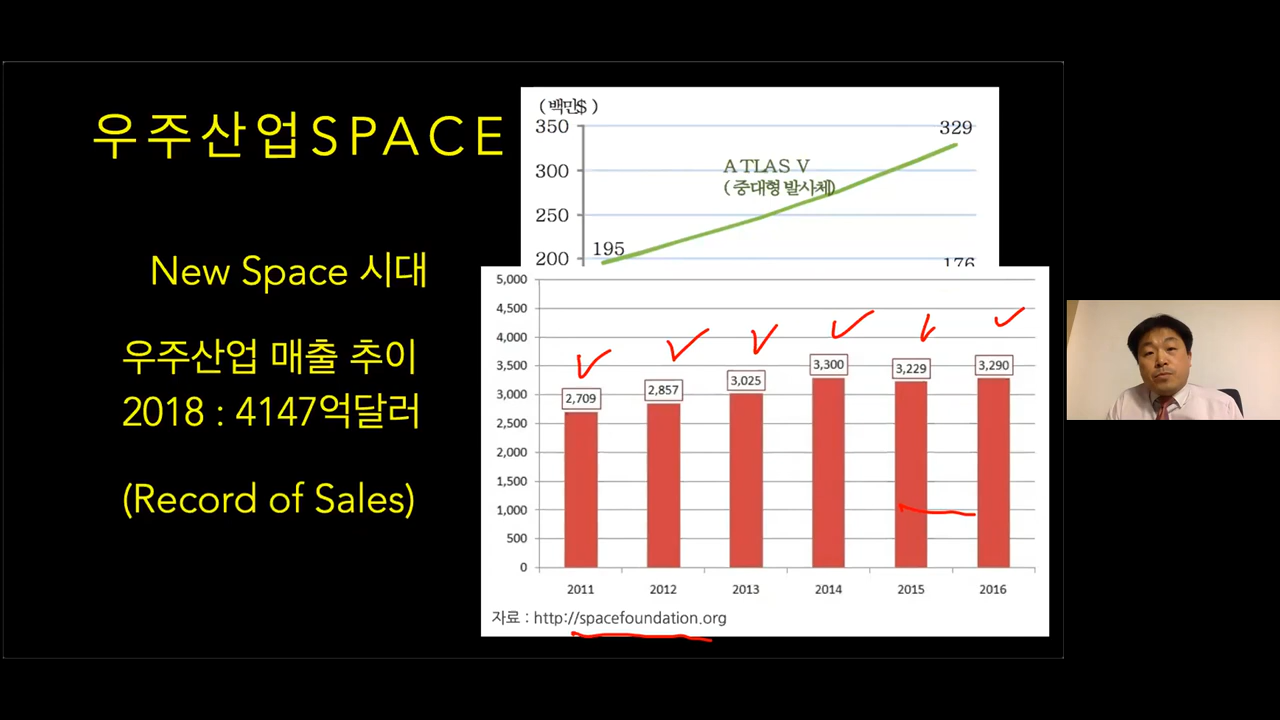 우주산업SPACE
New Space 시대
우주산업 매출 추이
2018 : 4147억달러
(Record of Sales)
(백만$)
350
329
ATLAS V
300
(중대형 발사체)
250
195
200
176
5,000
4,500
4,000
3,500
3,000
2,500
2,000
1,500
1,000
500
0
2,709
2,857
3,025
3,300
3,229
3,290
2011 2012 2013 2014 2015 2016
자료 : http://spacefoundation.org